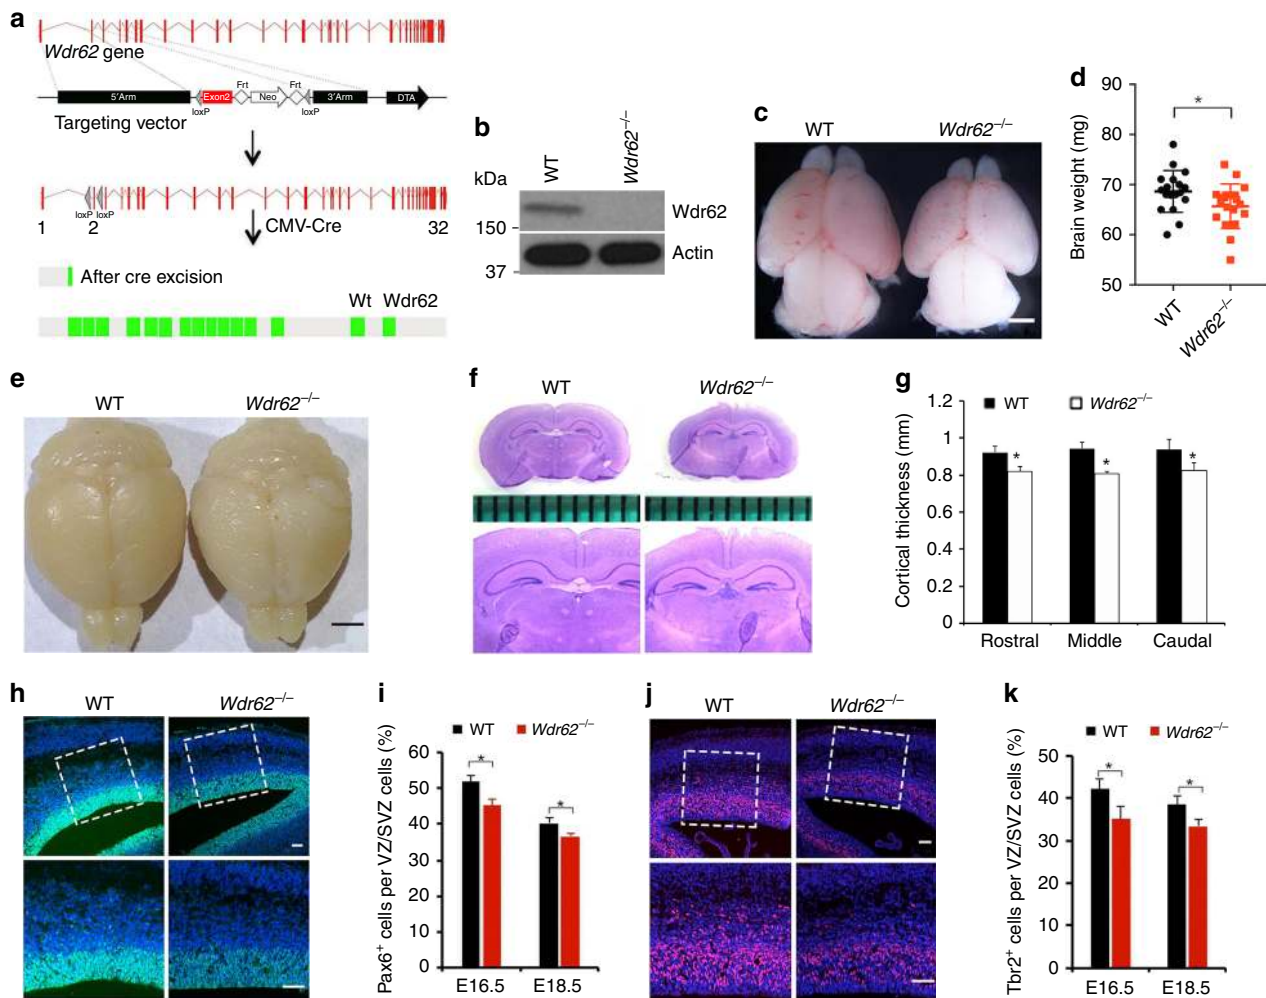 a
Wdr62 gene
5'Arm
Exon2
Frt
Neo
Frt
3'Arm
DTA
loxP
loxP
Targeting vector
loxP
loxP
1
2
CMV-Cre
32
After cre excision
Wt
Wdr62
b
WT
Wdr62–/–
kDa
Wdr62
150
Actin
37
c
WT
Wdr62–/–
d
Brain weight (mg)
90
80
70
60
50
*
WT
Wdr62–/–
e
WT
Wdr62–/–
f
WT
Wdr62–/–
g
WT
Wdr62–/–
Cortical thickness (mm)
1.2
1
0.8
0.6
0.4
0.2
0
*
*
*
Rostral
Middle
Caudal
h
WT
Wdr62–/–
i
WT
Wdr62–/–
Pax6+ cells per VZ/SVZ cells (%)
60
50
40
30
20
10
0
*
*
E16.5
E18.5
j
WT
Wdr62–/–
k
WT
Wdr62–/–
Tbr2+ cells per VZ/SVZ cells (%)
50
40
30
20
10
0
*
*
E16.5
E18.5